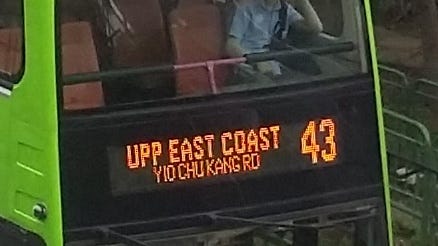 UPP EAST COAST 43
YIO CHU KANG RD